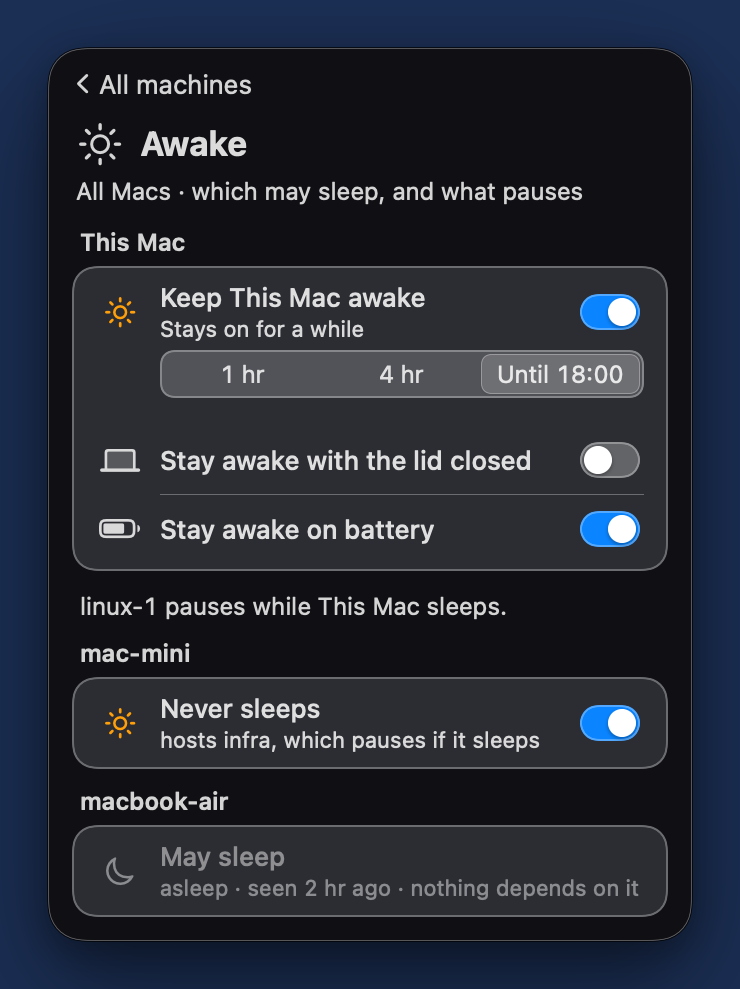 All machines
Awake
All Macs · which may sleep, and what pauses
This Mac
Keep This Mac awake
Stays on for a while
1 hr 4 hr Until 18:00
Stay awake with the lid closed
Stay awake on battery
linux-1 pauses while This Mac sleeps.
mac-mini
Never sleeps
hosts infra, which pauses if it sleeps
macbook-air
May sleep
asleep · seen 2 hr ago · nothing depends on it